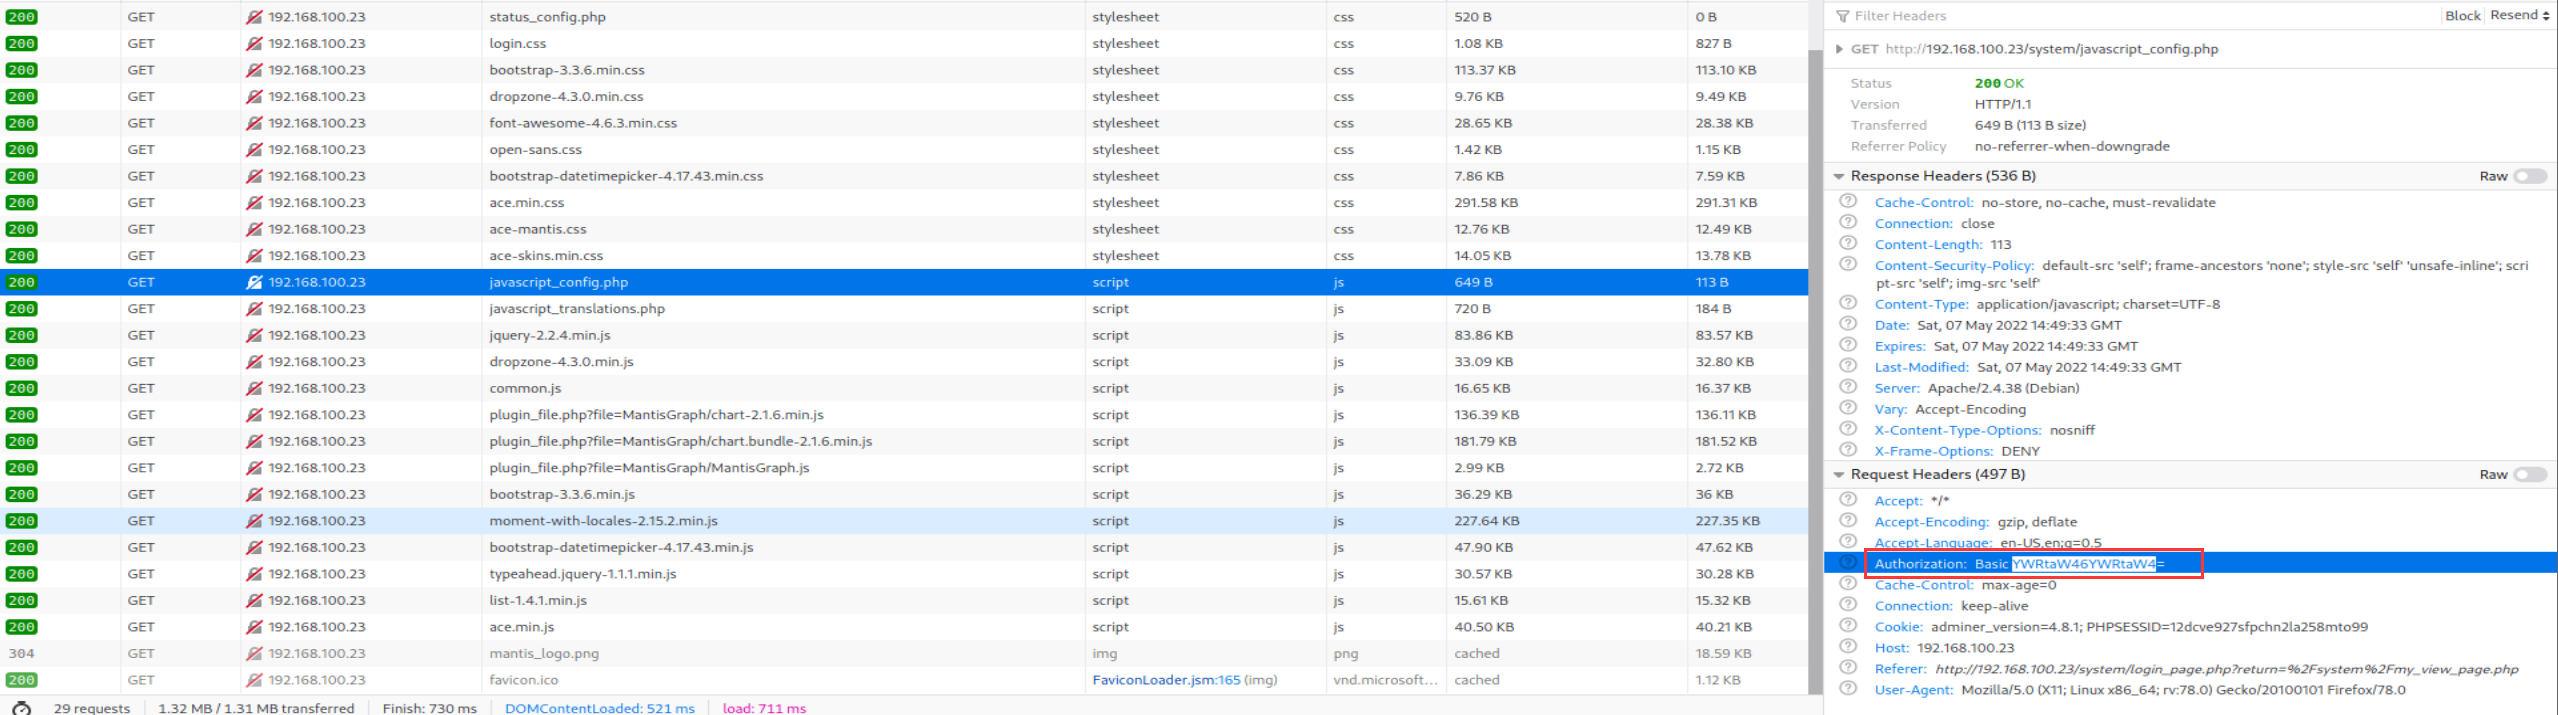 200 GET 192.168.100.23 status_config.php stylesheet css 520 B 0 B
200 GET 192.168.100.23 login.css stylesheet css 1.08 KB 827 B
200 GET 192.168.100.23 bootstrap-3.3.6.min.css stylesheet css 113.37 KB 113.10 KB
200 GET 192.168.100.23 dropzone-4.3.0.min.css stylesheet css 9.76 KB 9.49 KB
200 GET 192.168.100.23 font-awesome-4.6.3.min.css stylesheet css 28.65 KB 28.38 KB
200 GET 192.168.100.23 open-sans.css stylesheet css 1.42 KB 1.15 KB
200 GET 192.168.100.23 bootstrap-datetimepicker-4.17.43.min.css stylesheet css 7.86 KB 7.59 KB
200 GET 192.168.100.23 ace.min.css stylesheet css 291.58 KB 291.31 KB
200 GET 192.168.100.23 ace-mantis.css stylesheet css 12.76 KB 12.49 KB
200 GET 192.168.100.23 ace-skins.min.css stylesheet css 14.05 KB 13.78 KB
200 GET 192.168.100.23 javascript_config.php script js 649 B 113 B
200 GET 192.168.100.23 javascript_translations.php script js 720 B 184 B
200 GET 192.168.100.23 jquery-2.2.4.min.js script js 83.86 KB 83.57 KB
200 GET 192.168.100.23 dropzone-4.3.0.min.js script js 33.09 KB 32.80 KB
200 GET 192.168.100.23 common.js script js 16.65 KB 16.37 KB
200 GET 192.168.100.23 plugin_file.php?file=MantisGraph/chart-2.1.6.min.js script js 136.39 KB 136.11 KB
200 GET 192.168.100.23 plugin_file.php?file=MantisGraph/chart.bundle-2.1.6.min.js script js 181.79 KB 181.52 KB
200 GET 192.168.100.23 plugin_file.php?file=MantisGraph/MantisGraph.js script js 2.99 KB 2.72 KB
200 GET 192.168.100.23 bootstrap-3.3.6.min.js script js 36.29 KB 36 KB
200 GET 192.168.100.23 moment-with-locales-2.15.2.min.js script js 227.64 KB 227.35 KB
200 GET 192.168.100.23 bootstrap-datetimepicker-4.17.43.min.js script js 47.90 KB 47.62 KB
200 GET 192.168.100.23 typeahead.jquery-1.1.1.min.js script js 30.57 KB 30.28 KB
200 GET 192.168.100.23 list-1.4.1.min.js script js 15.61 KB 15.32 KB
200 GET 192.168.100.23 ace.min.js script js 40.50 KB 40.21 KB
304 GET 192.168.100.23 mantis_logo.png img png cached 18.59 KB
200 GET 192.168.100.23 favicon.ico FaviconLoader.jsm:165 (img) vnd.microsoft... cached 1.12 KB
29 requests 1.32 MB / 1.31 MB transferred Finish: 730 ms DOMContentLoaded: 521 ms load: 711 ms
Filter Headers Block Resend
GET http://192.168.100.23/system/javascript_config.php
Status 200 OK
Version HTTP/1.1
Transferred 649 B (113 B size)
Referrer Policy no-referrer-when-downgrade
Response Headers (536 B) Raw
Cache-Control: no-store, no-cache, must-revalidate
Connection: close
Content-Length: 113
Content-Security-Policy: default-src 'self'; frame-ancestors 'none'; style-src 'self' 'unsafe-inline'; scri
pt-src 'self'; img-src 'self'
Content-Type: application/javascript; charset=UTF-8
Date: Sat, 07 May 2022 14:49:33 GMT
Expires: Sat, 07 May 2022 14:49:33 GMT
Last-Modified: Sat, 07 May 2022 14:49:33 GMT
Server: Apache/2.4.38 (Debian)
Vary: Accept-Encoding
X-Content-Type-Options: nosniff
X-Frame-Options: DENY
Request Headers (497 B) Raw
Accept: */*
Accept-Encoding: gzip, deflate
Accept-Language: en-US,en;q=0.5
Authorization: Basic YWRtaW46YWRtaW4=
Cache-Control: max-age=0
Connection: keep-alive
Cookie: adminer_version=4.8.1; PHPSESSID=12dcve927sfpchn2la258mto99
Host: 192.168.100.23
Referer: http://192.168.100.23/system/login_page.php?return=%2Fsystem%2Fmy_view_page.php
User-Agent: Mozilla/5.0 (X11; Linux x86_64; rv:78.0) Gecko/20100101 Firefox/78.0